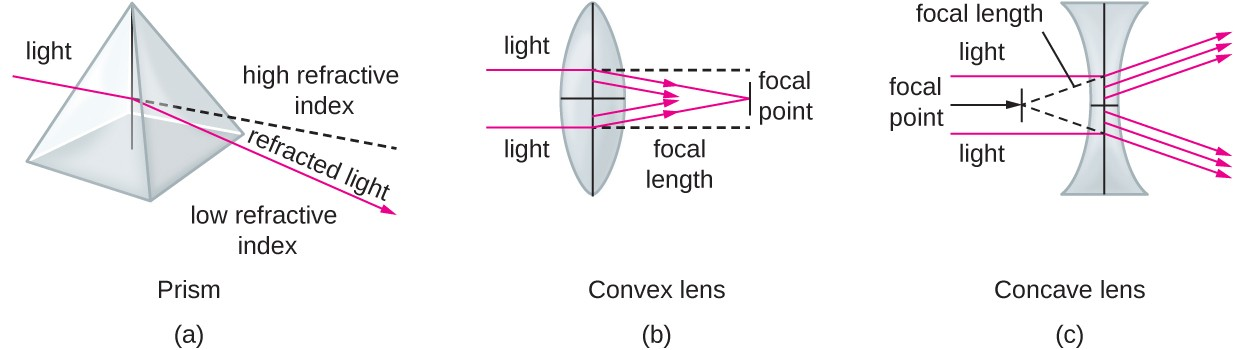 light
high refractive
index
refracted light
low refractive
index
Prism
(a)
light
focal
point
light
focal
length
Convex lens
(b)
focal length
light
focal
point
light
Concave lens
(c)